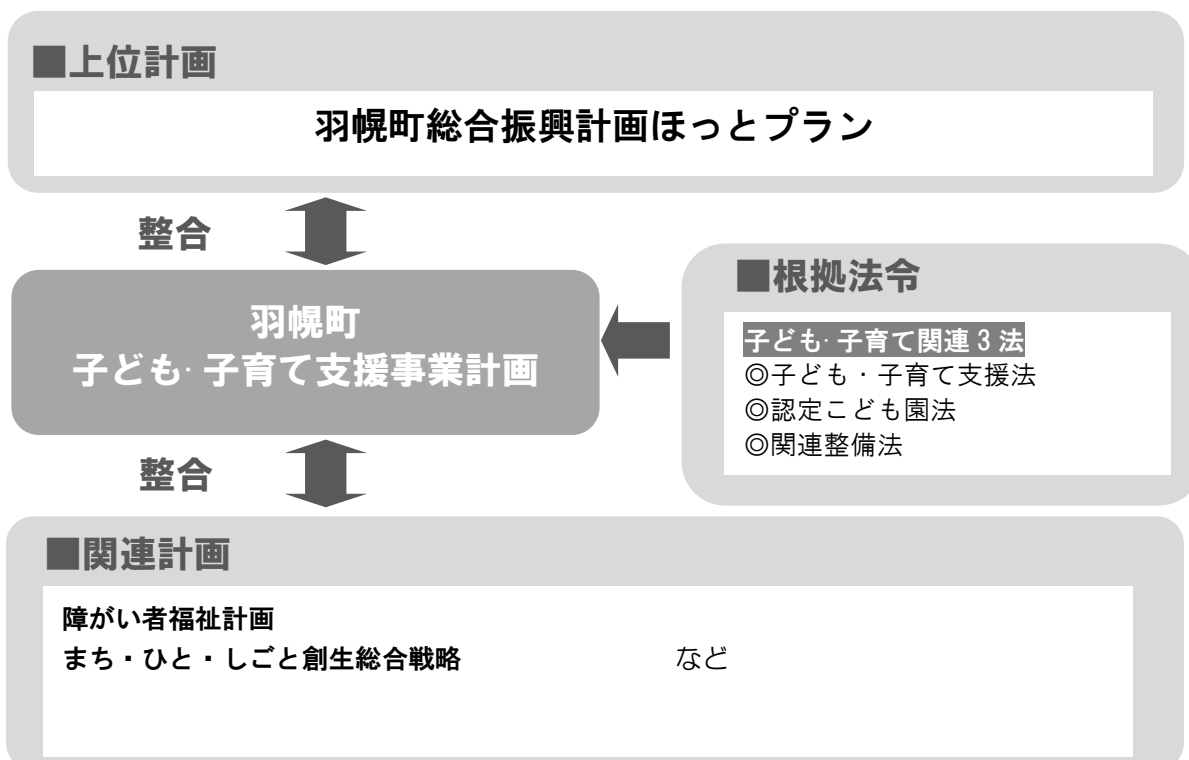 ■上位計画
羽幌町総合振興計画ほっとプラン
整合
羽幌町
子ども・子育て支援事業計画
■根拠法令
子ども・子育て関連3法
◎子ども・子育て支援法
◎認定こども園法
◎関連整備法
整合
■関連計画
障がい者福祉計画
まち・ひと・しごと創生総合戦略 など